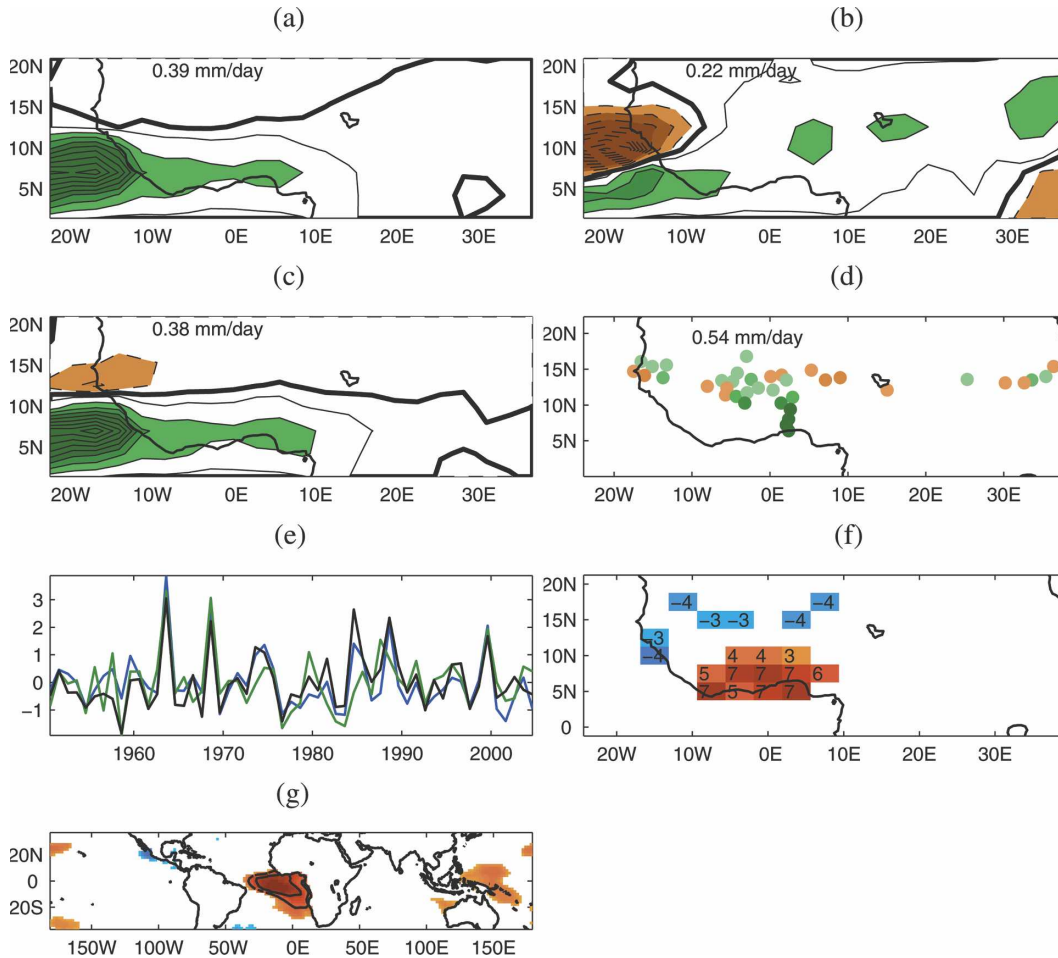 (a)
(b)
20N
0.39 mm/day
15N
10N
5N
20W 10W 0E 10E 20E 30E
20N
0.22 mm/day
15N
10N
5N
20W 10W 0E 10E 20E 30E
(c)
(d)
20N
0.38 mm/day
15N
10N
5N
20W 10W 0E 10E 20E 30E
20N
0.54 mm/day
15N
10N
5N
20W 10W 0E 10E 20E 30E
(e)
(f)
3
2
1
0
−1
1960 1970 1980 1990 2000
20N
15N
10N
5N
0
−4 −4
−3 −3 −4
−3
−4 4 4 3
5 7 7 7 6
7 5 7 7
20W 10W 0E 10E 20E 30E
(g)
20N
0
20S
150W 100W 50W 0E 50E 100E 150E